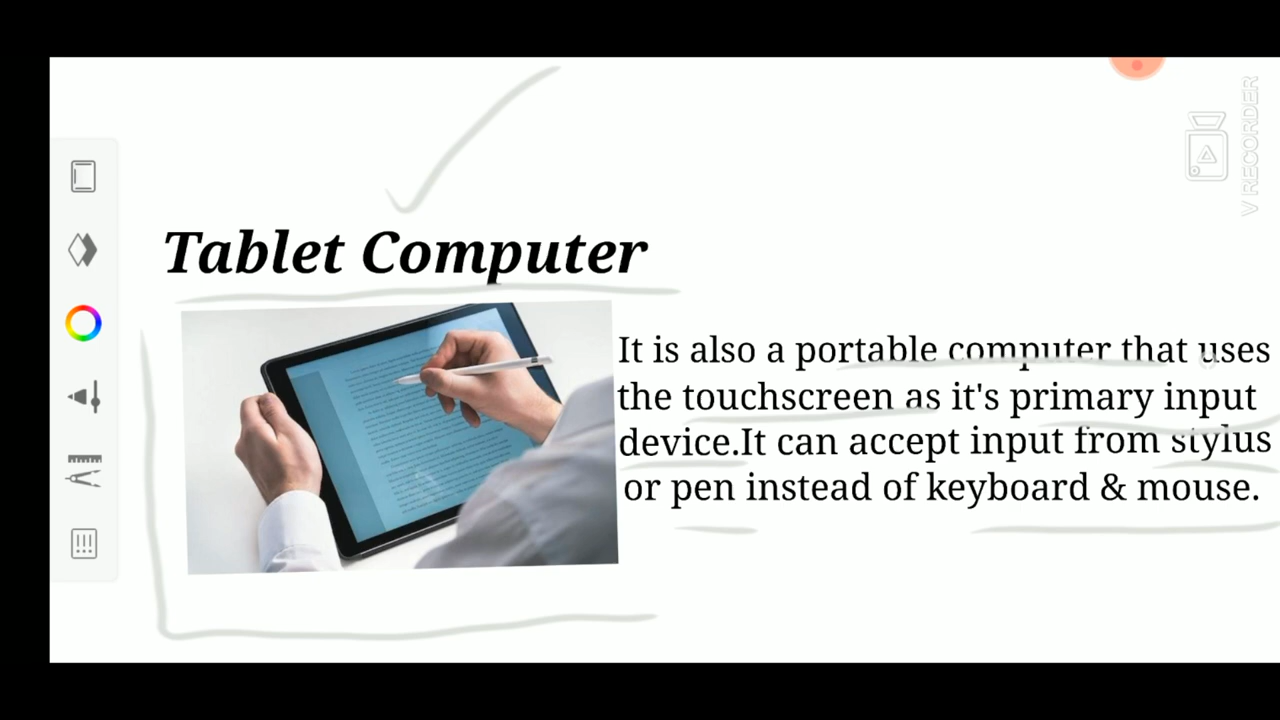 V RECORDER
Tablet Computer
It is also a portable computer that uses
the touchscreen as it's primary input
device.It can accept input from stylus
or pen instead of keyboard & mouse.